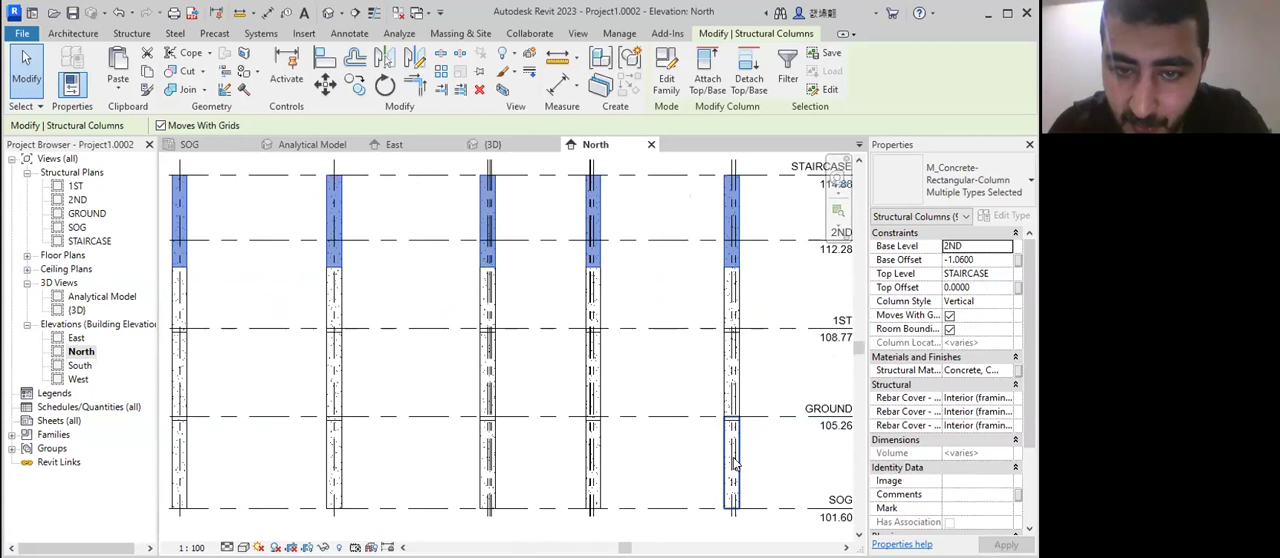 R
Autodesk Revit 2023 - Project1.0002 - Elevation: North
File Architecture Structure Steel Precast Systems Insert Annotate Analyze Massing & Site Collaborate View Manage Add-Ins Modify | Structural Columns
Modify Paste Cope Cut Join Activate Edit Family Attach Top/Base Detach Top/Base Filter Save Load Edit
Select Properties Clipboard Geometry Controls Modify View Measure Create Mode Modify Column Selection
Modify | Structural Columns Moves With Grids
Project Browser - Project1.0002
SOG Analytical Model East {3D} North
Views (all)
Structural Plans
1ST
2ND
GROUND
SOG
STAIRCASE
Floor Plans
Ceiling Plans
3D Views
Analytical Model
{3D}
Elevations (Building Elevation
East
North
South
West
Legends
Schedules/Quantities (all)
Sheets (all)
Families
Groups
Revit Links
STAIRCASE
114.88
2ND
112.28
1ST
108.77
GROUND
105.26
SOG
101.60
1 : 100
Properties
M_Concrete-
Rectangular-Column
Multiple Types Selected
Structural Columns (5 Edit Type
Constraints
Base Level 2ND
Base Offset -1.0600
Top Level STAIRCASE
Top Offset 0.0000
Column Style Vertical
Moves With G...
Room Boundi...
Column Locat... <varies>
Materials and Finishes
Structural Mat... Concrete, C...
Structural
Rebar Cover - ... Interior (framin...
Rebar Cover - ... Interior (framin...
Rebar Cover - ... Interior (framin...
Dimensions
Volume <varies>
Identity Data
Image
Comments
Mark
Has Association
Properties help Apply